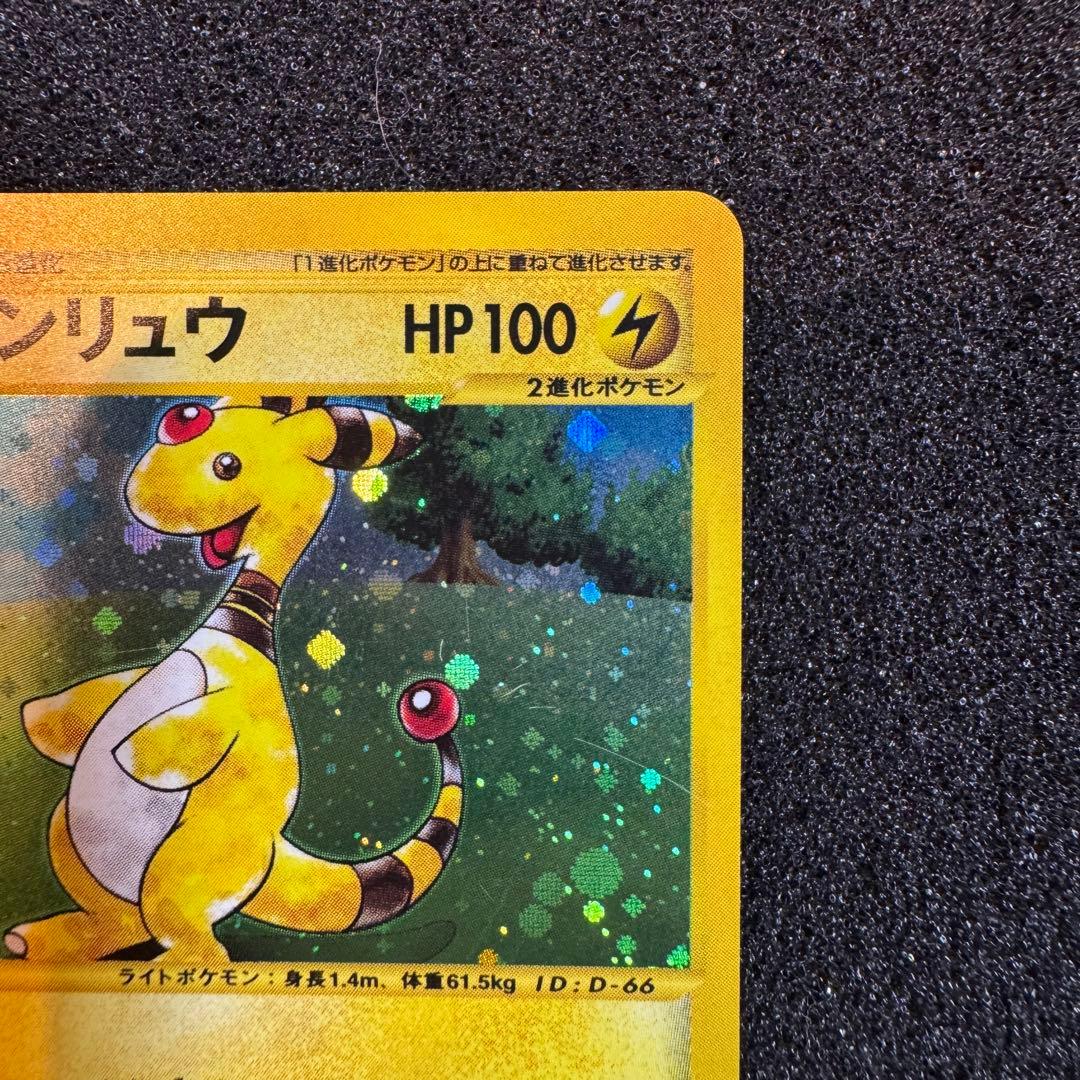 進化 「1進化ポケモン」の上に重ねて進化させます。
ンリュウ HP100
2進化ポケモン
ライトポケモン：身長1.4m、体重61.5kg ID:D-66